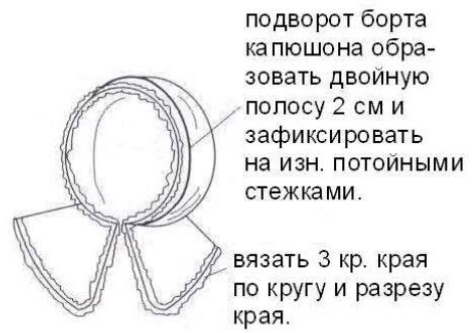 подворот борта
капюшона обра-
зовать двойную
полосу 2 см и
зафиксировать
на изн. потойными
стежками.
вязать 3 кр. края
по кругу и разрезу
края.